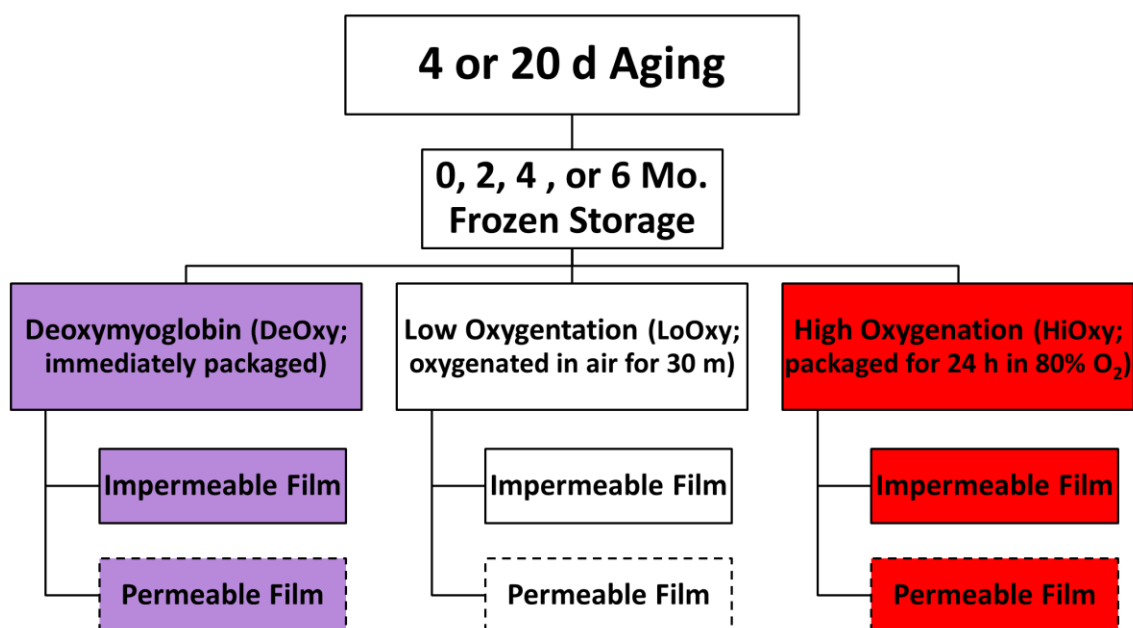 4 or 20 d Aging
0, 2, 4 , or 6 Mo.
Frozen Storage
Deoxymyoglobin (DeOxy;
immediately packaged)
Low Oxygentation (LoOxy;
oxygenated in air for 30 m)
High Oxygenation (HiOxy;
packaged for 24 h in 80% O₂)
Impermeable Film
Impermeable Film
Impermeable Film
Permeable Film
Permeable Film
Permeable Film